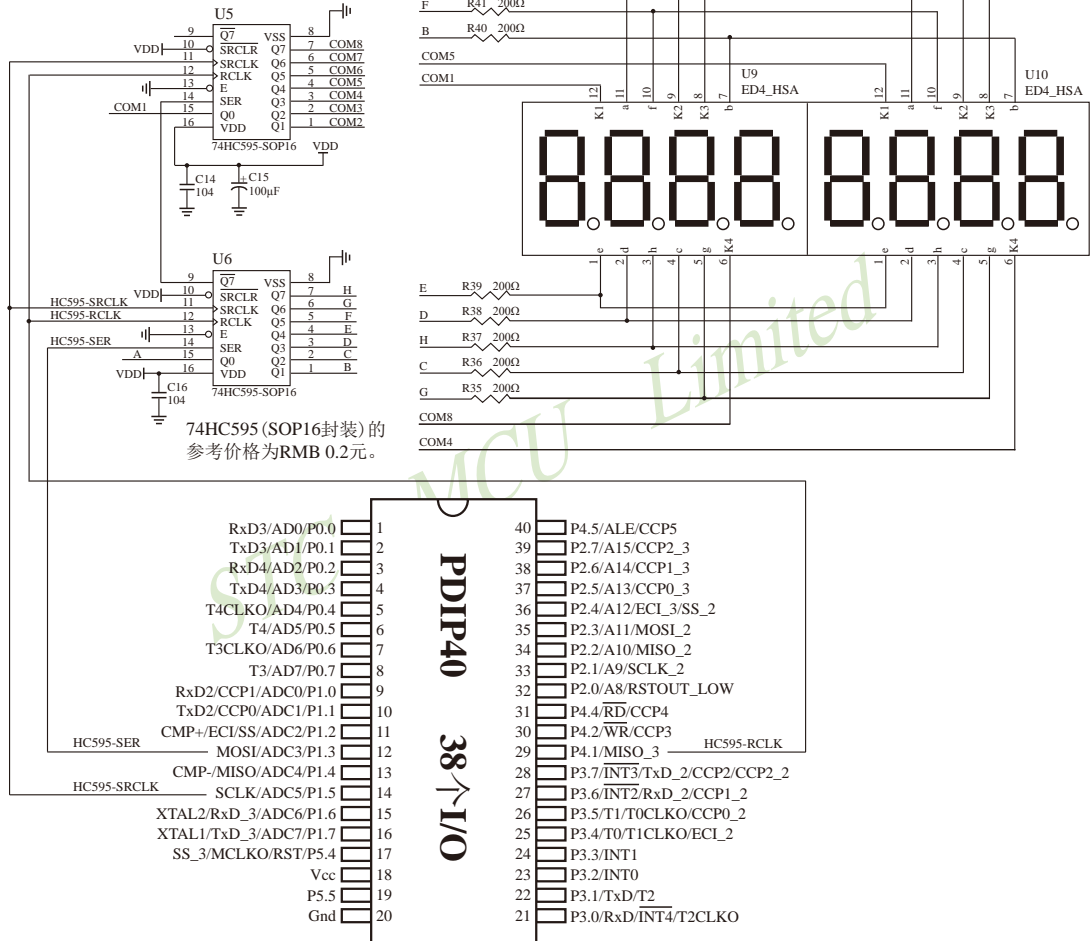 F R41 200Ω
B R40 200Ω
COM5
COM1
U5
9 Q7 VSS 8
VDD 10 SRCLR Q7 7 COM8
11 SRCLK Q6 6 COM7
12 RCLK Q5 5 COM6
13 E Q4 4 COM5
14 SER Q3 3 COM4
COM1 15 Q0 Q2 2 COM3
16 VDD Q1 1 COM2
74HC595-SOP16
VDD
C14 104
+ C15 100μF
U9 ED4_HSA
12 11 10 9 8 7
K1 a f K2 K3 b
e d h c g K4
1 2 3 4 5 6
U10 ED4_HSA
12 11 10 9 8 7
K1 a f K2 K3 b
e d h c g K4
1 2 3 4 5 6
U6
9 Q7 VSS 8
VDD 10 SRCLR Q7 7 H
HC595-SRCLK 11 SRCLK Q6 6 G
HC595-RCLK 12 RCLK Q5 5 F
13 E Q4 4 E
HC595-SER 14 SER Q3 3 D
A 15 Q0 Q2 2 C
VDD 16 VDD Q1 1 B
74HC595-SOP16
C16 104
E R39 200Ω
D R38 200Ω
H R37 200Ω
C R36 200Ω
G R35 200Ω
COM8
COM4
74HC595(SOP16封装)的
参考价格为RMB 0.2元。
STC MCU Limited
PDIP40 38个I/O
RxD3/AD0/P0.0 1 40 P4.5/ALE/CCP5
TxD3/AD1/P0.1 2 39 P2.7/A15/CCP2_3
RxD4/AD2/P0.2 3 38 P2.6/A14/CCP1_3
TxD4/AD3/P0.3 4 37 P2.5/A13/CCP0_3
T4CLKO/AD4/P0.4 5 36 P2.4/A12/ECI_3/SS_2
T4/AD5/P0.5 6 35 P2.3/A11/MOSI_2
T3CLKO/AD6/P0.6 7 34 P2.2/A10/MISO_2
T3/AD7/P0.7 8 33 P2.1/A9/SCLK_2
RxD2/CCP1/ADC0/P1.0 9 32 P2.0/A8/RSTOUT_LOW
TxD2/CCP0/ADC1/P1.1 10 31 P4.4/RD/CCP4
CMP+/ECI/SS/ADC2/P1.2 11 30 P4.2/WR/CCP3
HC595-SER MOSI/ADC3/P1.3 12 29 P4.1/MISO_3 HC595-RCLK
CMP-/MISO/ADC4/P1.4 13 28 P3.7/INT3/TxD_2/CCP2/CCP2_2
HC595-SRCLK SCLK/ADC5/P1.5 14 27 P3.6/INT2/RxD_2/CCP1_2
XTAL2/RxD_3/ADC6/P1.6 15 26 P3.5/T1/T0CLKO/CCP0_2
XTAL1/TxD_3/ADC7/P1.7 16 25 P3.4/T0/T1CLKO/ECI_2
SS_3/MCLKO/RST/P5.4 17 24 P3.3/INT1
Vcc 18 23 P3.2/INT0
P5.5 19 22 P3.1/TxD/T2
Gnd 20 21 P3.0/RxD/INT4/T2CLKO